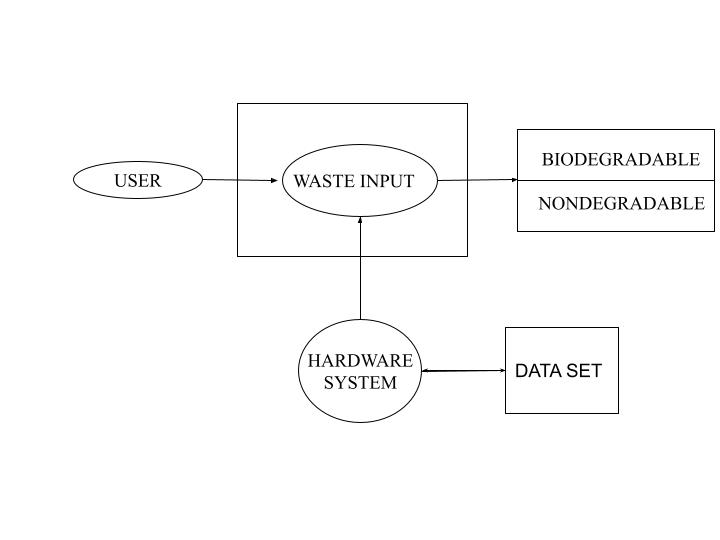 USER
WASTE INPUT
BIODEGRADABLE
NONDEGRADABLE
HARDWARE
SYSTEM
DATA SET